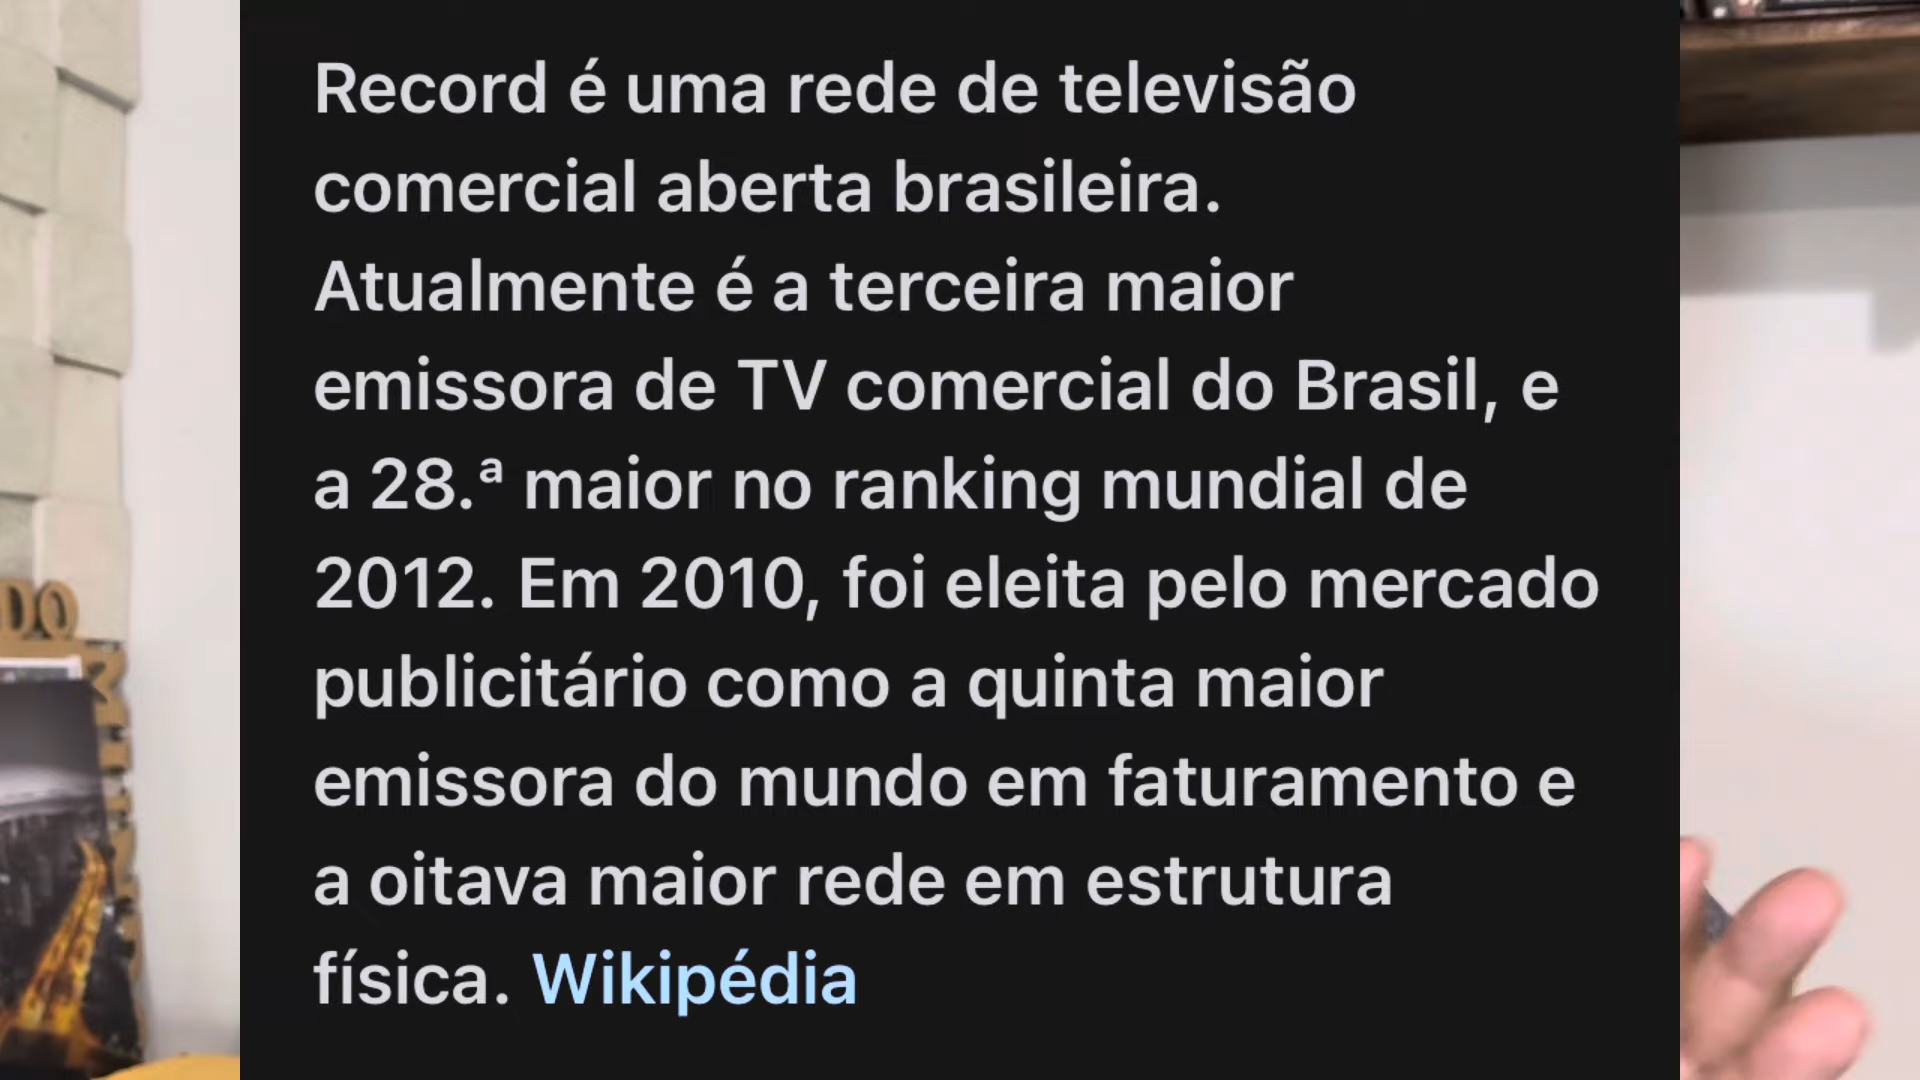 Record é uma rede de televisão
comercial aberta brasileira.
Atualmente é a terceira maior
emissora de TV comercial do Brasil, e
a 28.ª maior no ranking mundial de
2012. Em 2010, foi eleita pelo mercado
publicitário como a quinta maior
emissora do mundo em faturamento e
a oitava maior rede em estrutura
física. Wikipédia
DO